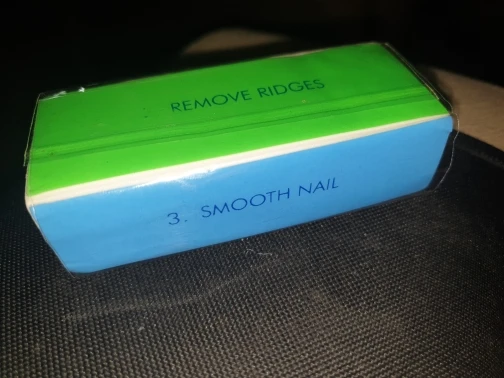 REMOVE RIDGES
3. SMOOTH NAIL